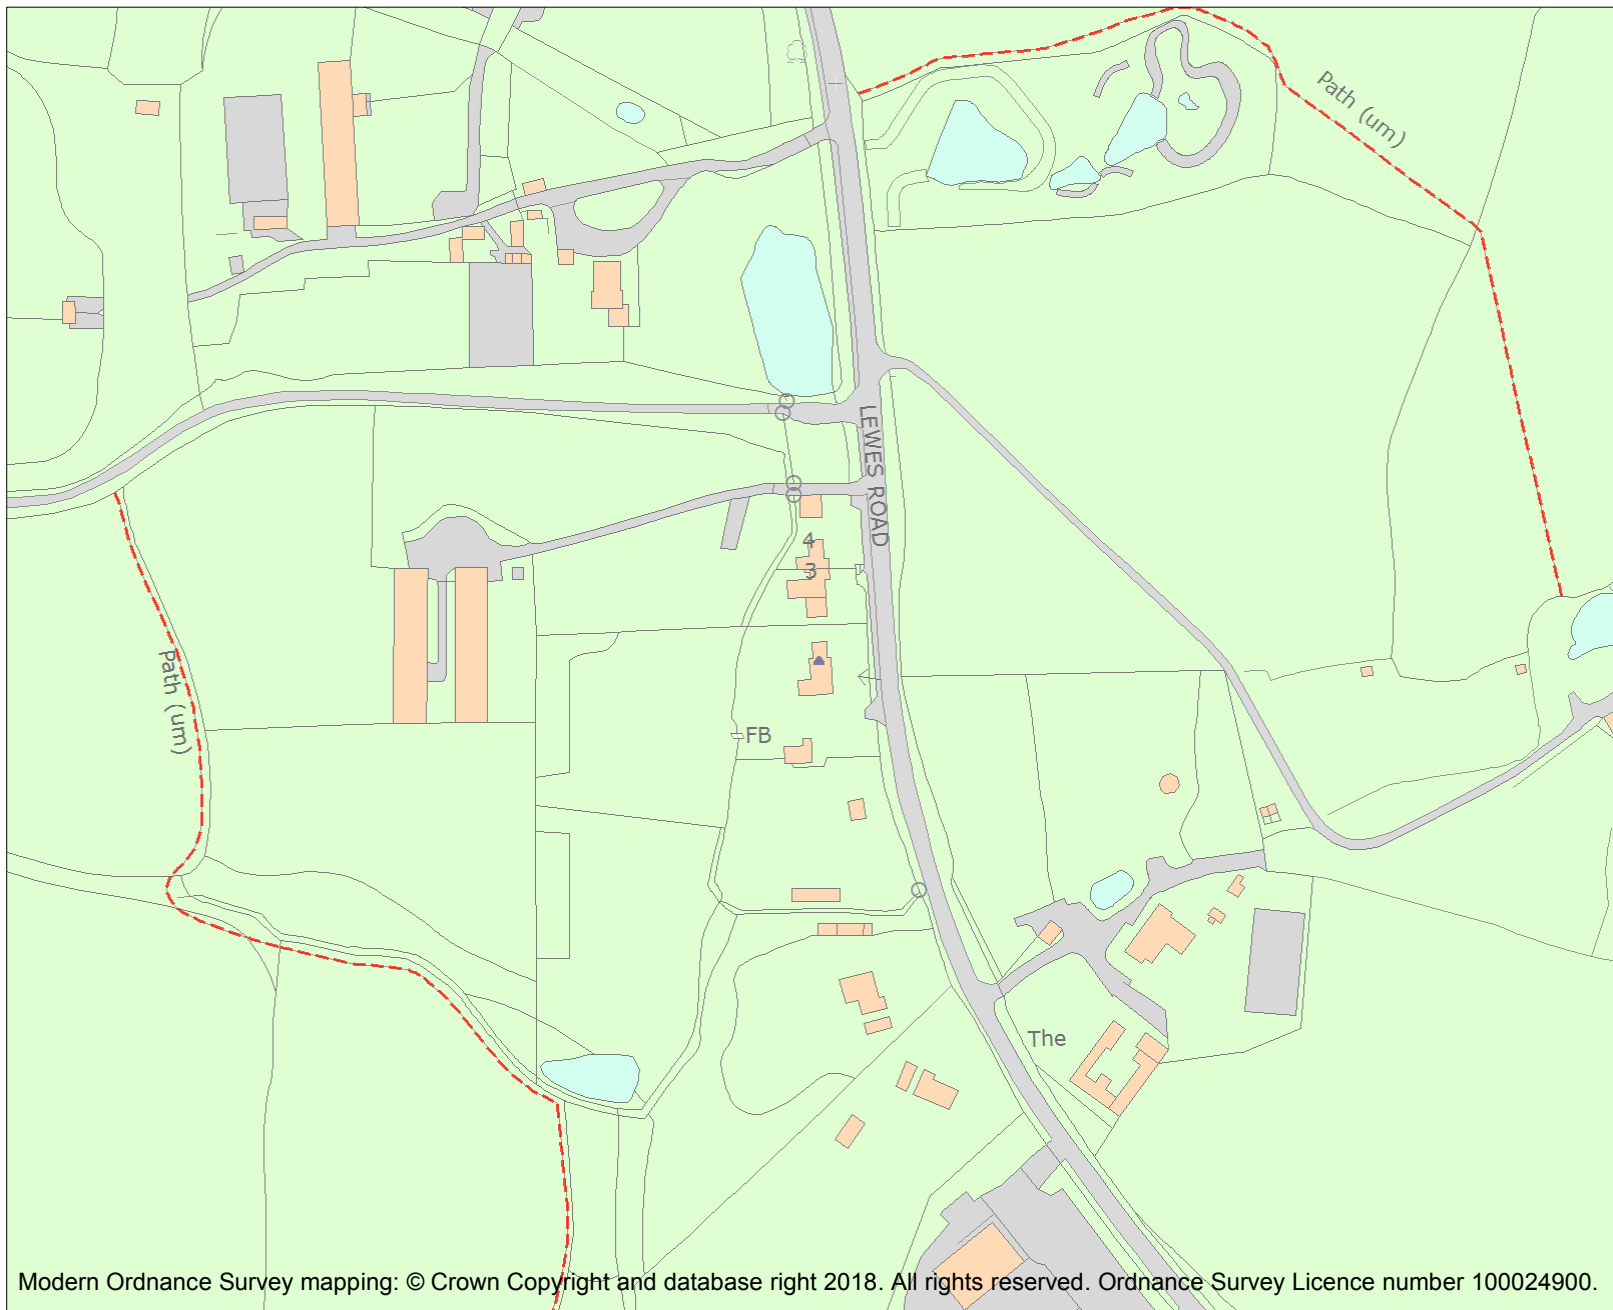 Path (um)
LEWES ROAD
4
3
Path (um)
FB
The
Modern Ordnance Survey mapping: © Crown Copyright and database right 2018. All rights reserved. Ordnance Survey Licence number 100024900.